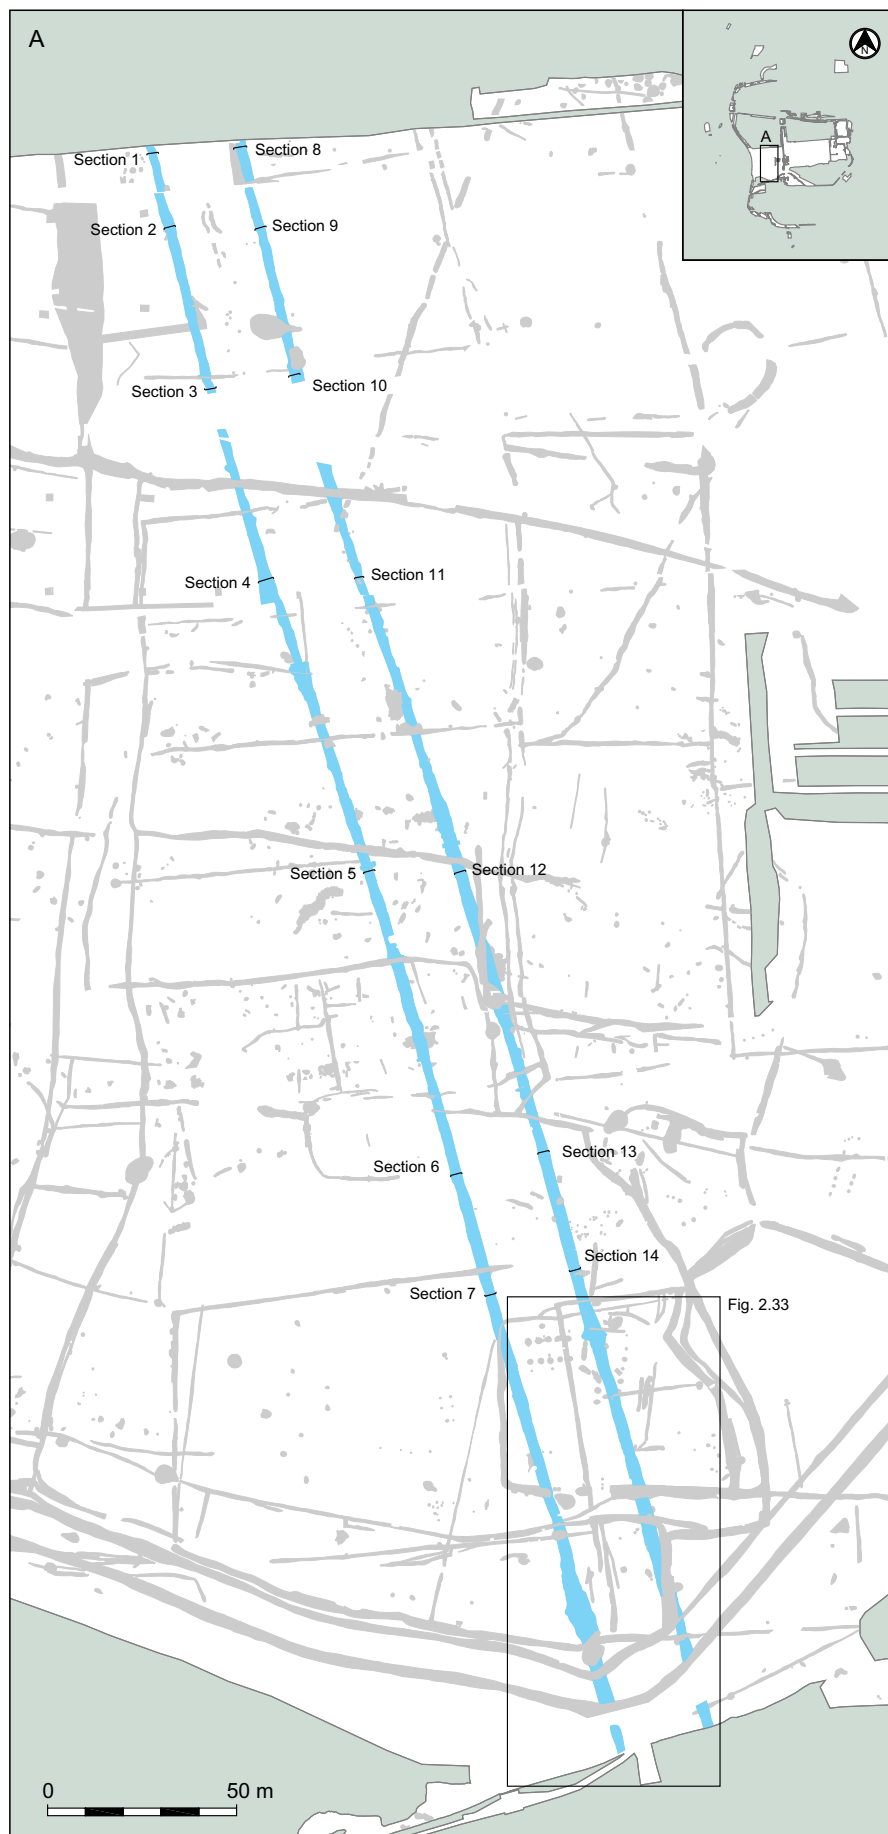 A
N
A
Section 1
Section 8
Section 2
Section 9
Section 3
Section 10
Section 4
Section 11
Section 5
Section 12
Section 6
Section 13
Section 14
Section 7
Fig. 2.33
0 50 m